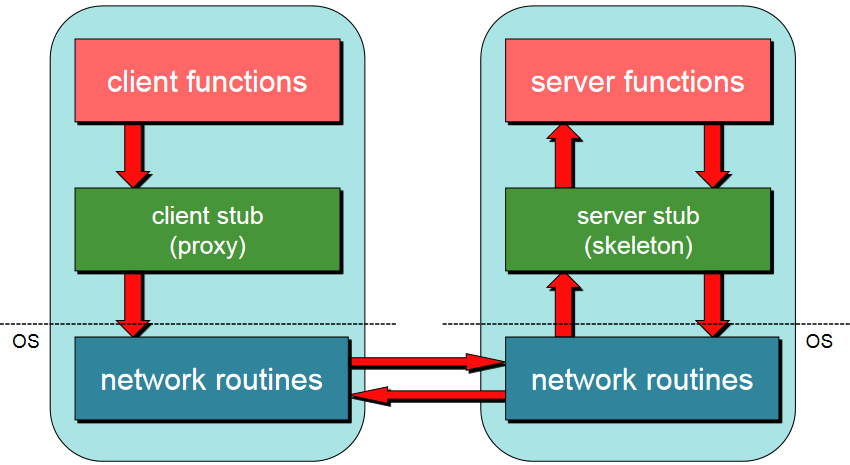 client functions
client stub
(proxy)
OS
network routines
server functions
server stub
(skeleton)
OS
network routines